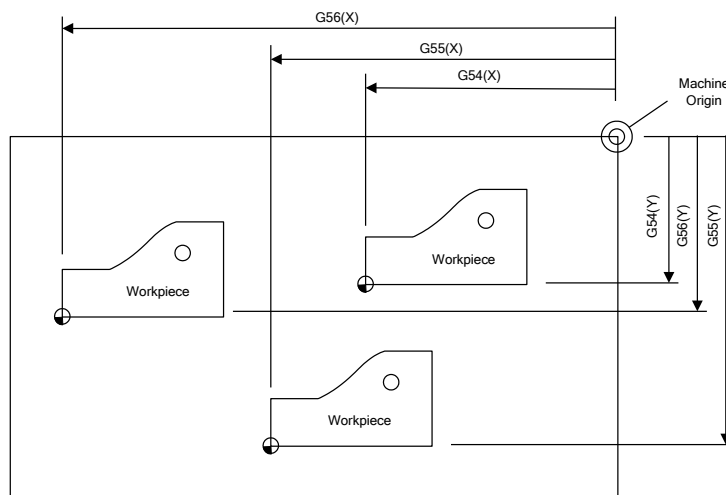 G56(X)
G55(X)
G54(X)
Machine
Origin
G54(Y)
G56(Y)
G55(Y)
Workpiece
Workpiece
Workpiece